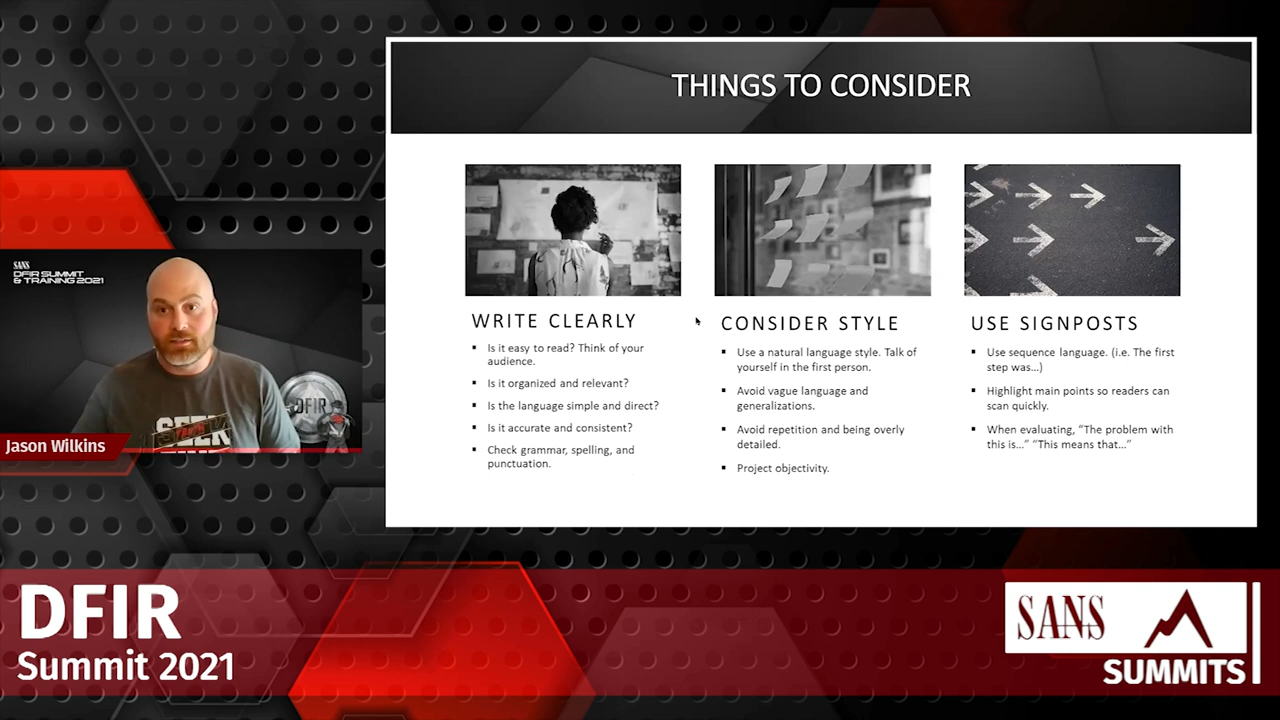 THINGS TO CONSIDER
WRITE CLEARLY
Is it easy to read? Think of your
audience.
Is it organized and relevant?
Is the language simple and direct?
Is it accurate and consistent?
Check grammar, spelling, and
punctuation.
CONSIDER STYLE
Use a natural language style. Talk of
yourself in the first person.
Avoid vague language and
generalizations.
Avoid repetition and being overly
detailed.
Project objectivity.
USE SIGNPOSTS
Use sequence language. (i.e. The first
step was...)
Highlight main points so readers can
scan quickly.
When evaluating, “The problem with
this is...” “This means that...”
SANS
DFIR SUMMIT
& TRAINING 2021
DFIR
SEEK
Jason Wilkins
DFIR
Summit 2021
SANS
SUMMITS